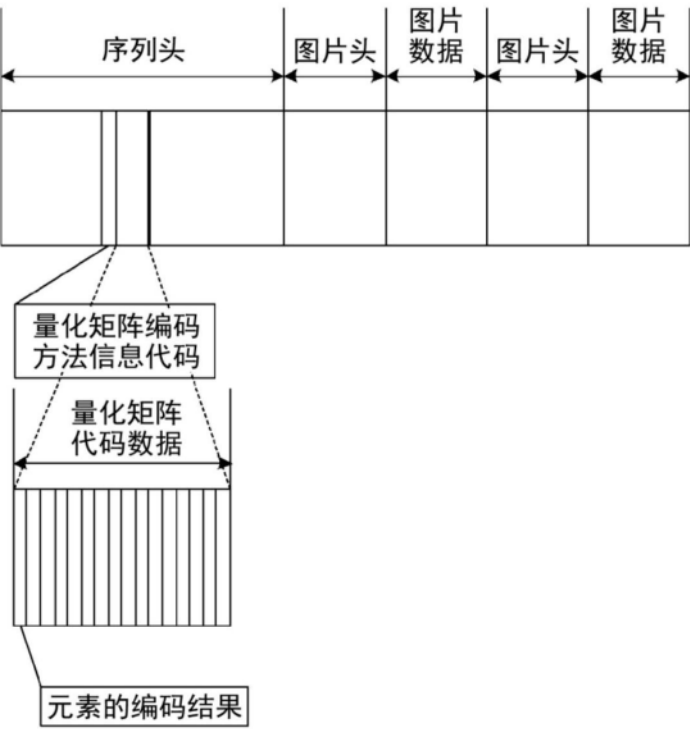 序列头
图片头
图片
数据
图片头
图片
数据
量化矩阵编码
方法信息代码
量化矩阵
代码数据
元素的编码结果